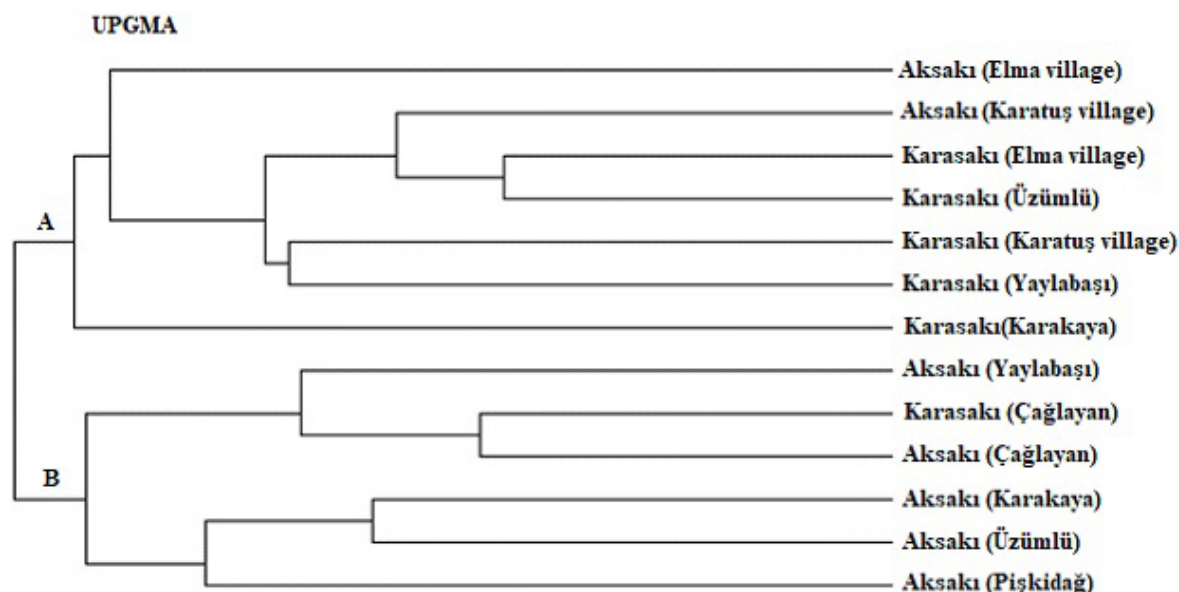 UPGMA
Aksakı (Elma village)
Aksakı (Karatuş village)
Karasakı (Elma village)
Karasakı (Üzümlü)
A
Karasakı (Karatuş village)
Karasakı (Yaylabaşı)
Karasakı(Karakaya)
Aksakı (Yaylabaşı)
Karasakı (Çağlayan)
Aksakı (Çağlayan)
B
Aksakı (Karakaya)
Aksakı (Üzümlü)
Aksakı (Pişkidağ)